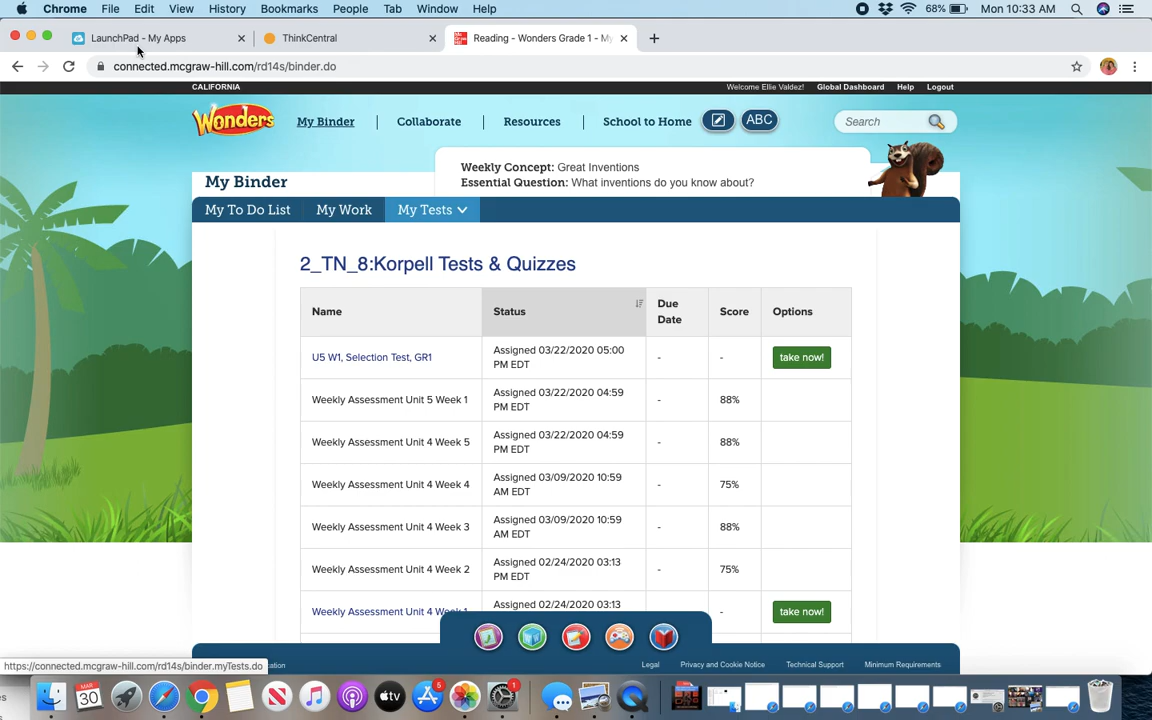 Chrome File Edit View History Bookmarks People Tab Window Help 68% Mon 10:33 AM
LaunchPad - My Apps ThinkCentral Reading - Wonders Grade 1 - My
connected.mcgraw-hill.com/rd14s/binder.do
CALIFORNIA Welcome Ellie Valdez! Global Dashboard Help Logout
Wonders My Binder Collaborate Resources School to Home ABC Search
Weekly Concept: Great Inventions
My Binder Essential Question: What inventions do you know about?
My To Do List My Work My Tests
2_TN_8:Korpell Tests & Quizzes
Name Status Due Date Score Options
U5 W1, Selection Test, GR1 Assigned 03/22/2020 05:00 PM EDT - - take now!
Weekly Assessment Unit 5 Week 1 Assigned 03/22/2020 04:59 PM EDT - 88%
Weekly Assessment Unit 4 Week 5 Assigned 03/22/2020 04:59 PM EDT - 88%
Weekly Assessment Unit 4 Week 4 Assigned 03/09/2020 10:59 AM EDT - 75%
Weekly Assessment Unit 4 Week 3 Assigned 03/09/2020 10:59 AM EDT - 88%
Weekly Assessment Unit 4 Week 2 Assigned 02/24/2020 03:13 PM EDT - 75%
Weekly Assessment Unit 4 Week 1 Assigned 02/24/2020 03:13 - take now!
https://connected.mcgraw-hill.com/rd14s/binder.myTests.do Legal Privacy and Cookie Notice Technical Support Minimum Requirements
MAR 30 tv 5 1